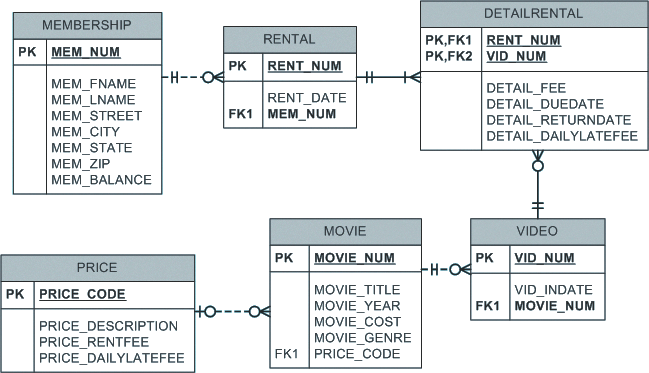 MEMBERSHIP
PK MEM_NUM
MEM_FNAME
MEM_LNAME
MEM_STREET
MEM_CITY
MEM_STATE
MEM_ZIP
MEM_BALANCE
RENTAL
PK RENT_NUM
RENT_DATE
FK1 MEM_NUM
DETAILRENTAL
PK,FK1 RENT_NUM
PK,FK2 VID_NUM
DETAIL_FEE
DETAIL_DUEDATE
DETAIL_RETURNDATE
DETAIL_DAILYLATEFEE
PRICE
PK PRICE_CODE
PRICE_DESCRIPTION
PRICE_RENTFEE
PRICE_DAILYLATEFEE
MOVIE
PK MOVIE_NUM
MOVIE_TITLE
MOVIE_YEAR
MOVIE_COST
MOVIE_GENRE
FK1 PRICE_CODE
VIDEO
PK VID_NUM
VID_INDATE
FK1 MOVIE_NUM